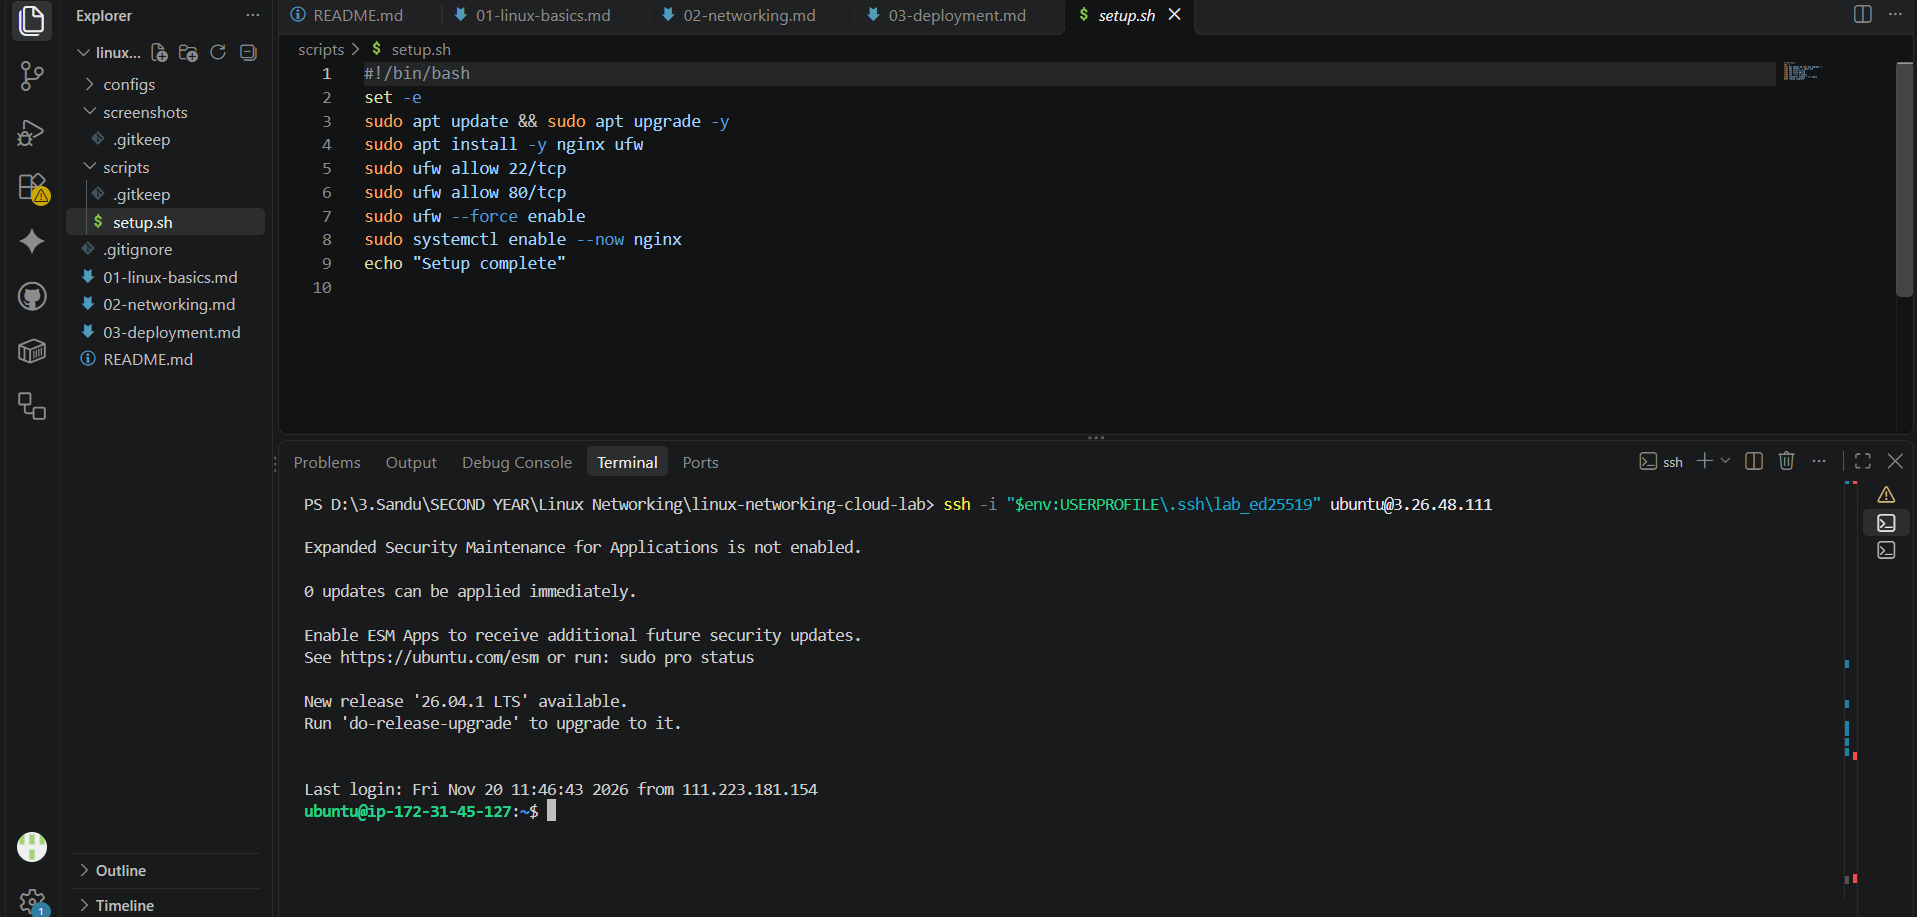 Explorer
linux...
configs
screenshots
.gitkeep
scripts
.gitkeep
setup.sh
.gitignore
01-linux-basics.md
02-networking.md
03-deployment.md
README.md
Outline
Timeline
1
README.md
01-linux-basics.md
02-networking.md
03-deployment.md
setup.sh
scripts > $ setup.sh
1 #!/bin/bash
2 set -e
3 sudo apt update && sudo apt upgrade -y
4 sudo apt install -y nginx ufw
5 sudo ufw allow 22/tcp
6 sudo ufw allow 80/tcp
7 sudo ufw --force enable
8 sudo systemctl enable --now nginx
9 echo "Setup complete"
10
Problems Output Debug Console Terminal Ports
ssh
PS D:\3.Sandu\SECOND YEAR\Linux Networking\linux-networking-cloud-lab> ssh -i "$env:USERPROFILE\.ssh\lab_ed25519" ubuntu@3.26.48.111
Expanded Security Maintenance for Applications is not enabled.
0 updates can be applied immediately.
Enable ESM Apps to receive additional future security updates.
See https://ubuntu.com/esm or run: sudo pro status
New release '26.04.1 LTS' available.
Run 'do-release-upgrade' to upgrade to it.
Last login: Fri Nov 20 11:46:43 2026 from 111.223.181.154
ubuntu@ip-172-31-45-127:~$